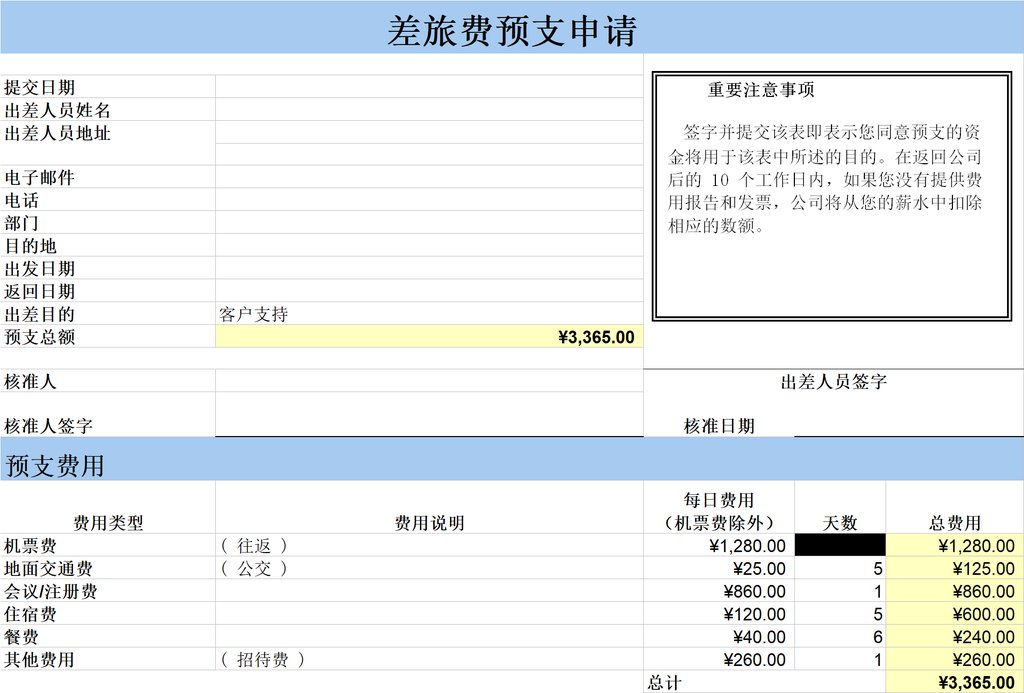 差旅费预支申请
提交日期
出差人员姓名
出差人员地址
电子邮件
电话
部门
目的地
出发日期
返回日期
出差目的 客户支持
预支总额 ¥3,365.00
重要注意事项
签字并提交该表即表示您同意预支的资
金将用于该表中所述的目的。在返回公司
后的 10 个工作日内，如果您没有提供费
用报告和发票，公司将从您的薪水中扣除
相应的数额。
核准人
出差人员签字
核准人签字
核准日期
预支费用
费用类型 费用说明 每日费用
（机票费除外） 天数 总费用
机票费 ( 往返 ) ¥1,280.00 ¥1,280.00
地面交通费 ( 公交 ) ¥25.00 5 ¥125.00
会议/注册费 ¥860.00 1 ¥860.00
住宿费 ¥120.00 5 ¥600.00
餐费 ¥40.00 6 ¥240.00
其他费用 ( 招待费 ) ¥260.00 1 ¥260.00
总计 ¥3,365.00